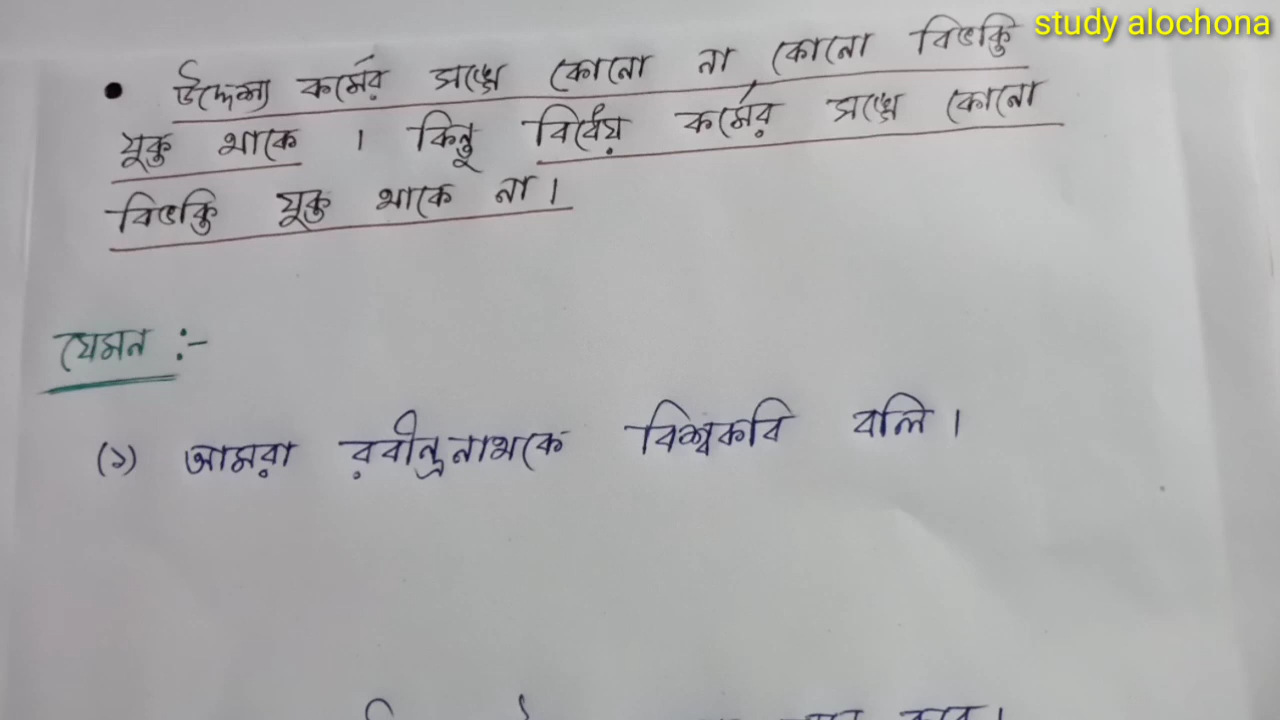 study alochona
• উদ্দেশ্য কর্মের সঙ্গে কোনো না কোনো বিভক্তি
যুক্ত থাকে । কিন্তু বিধেয় কর্মের সঙ্গে কোনো
বিভক্তি যুক্ত থাকে না ।
যেমন :-
(১) আমরা রবীন্দ্রনাথকে বিশ্বকবি বলি ।